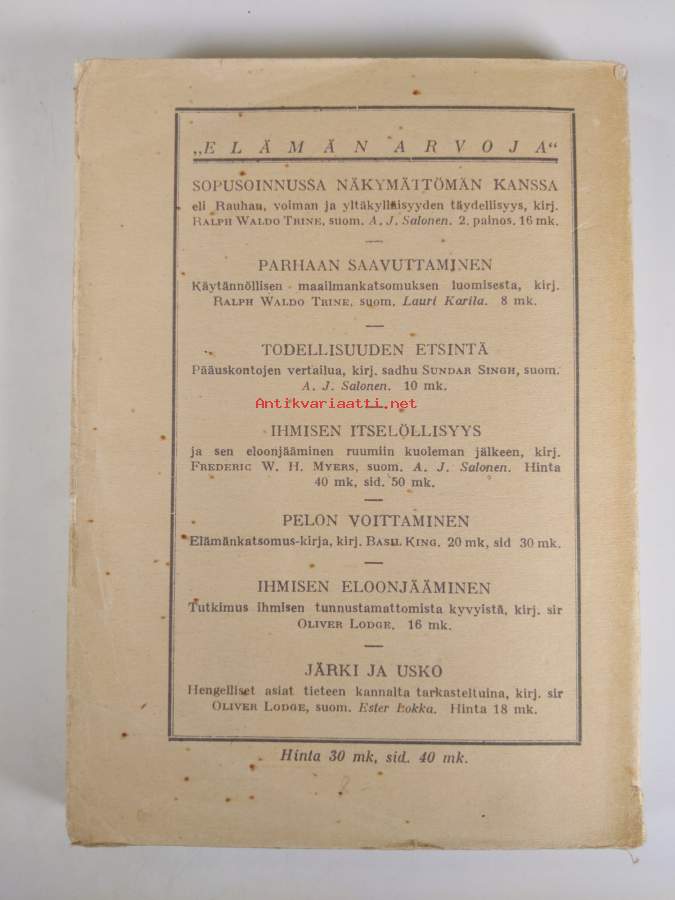 „ELÄMÄN ARVOJA“
SOPUSOINNUSSA NÄKYMÄTTÖMÄN KANSSA
eli Rauhan, voiman ja yltäkylläisyyden täydellisyys, kirj.
RALPH WALDO TRINE, suom. A. J. Salonen. 2. painos. 16 mk.
PARHAAN SAAVUTTAMINEN
Käytännöllisen maailmankatsomuksen luomisesta, kirj.
RALPH WALDO TRINE, suom. Lauri Karila. 8 mk.
TODELLISUUDEN ETSINTÄ
Pääuskontojen vertailua, kirj. sadhu SUNDAR SINGH, suom.
A. J. Salonen. 10 mk.
Antikvariaatti.net
IHMISEN ITSELÖLLISYYS
ja sen eloonjääminen ruumiin kuoleman jälkeen, kirj.
FREDERIC W. H. MYERS, suom. A. J. Salonen. Hinta
40 mk, sid. 50 mk.
PELON VOITTAMINEN
Elämänkatsomus-kirja, kirj. BASIL KING. 20 mk, sid 30 mk.
IHMISEN ELOONJÄÄMINEN
Tutkimus ihmisen tunnustamattomista kyvyistä, kirj. sir
OLIVER LODGE. 16 mk.
JÄRKI JA USKO
Hengelliset asiat tieteen kannalta tarkasteltuina, kirj. sir
OLIVER LODGE, suom. Ester Hokka. Hinta 18 mk.
Hinta 30 mk, sid. 40 mk.